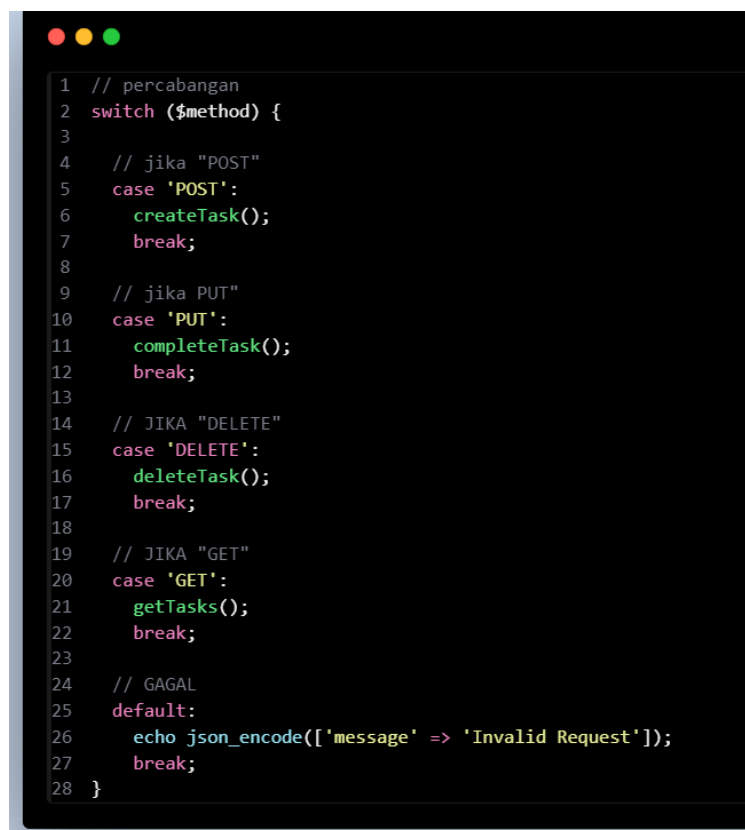 1 // percabangan
2 switch ($method) {
3
4 // jika "POST"
5 case 'POST':
6 createTask();
7 break;
8
9 // jika PUT"
10 case 'PUT':
11 completeTask();
12 break;
13
14 // JIKA "DELETE"
15 case 'DELETE':
16 deleteTask();
17 break;
18
19 // JIKA "GET"
20 case 'GET':
21 getTasks();
22 break;
23
24 // GAGAL
25 default:
26 echo json_encode(['message' => 'Invalid Request']);
27 break;
28 }